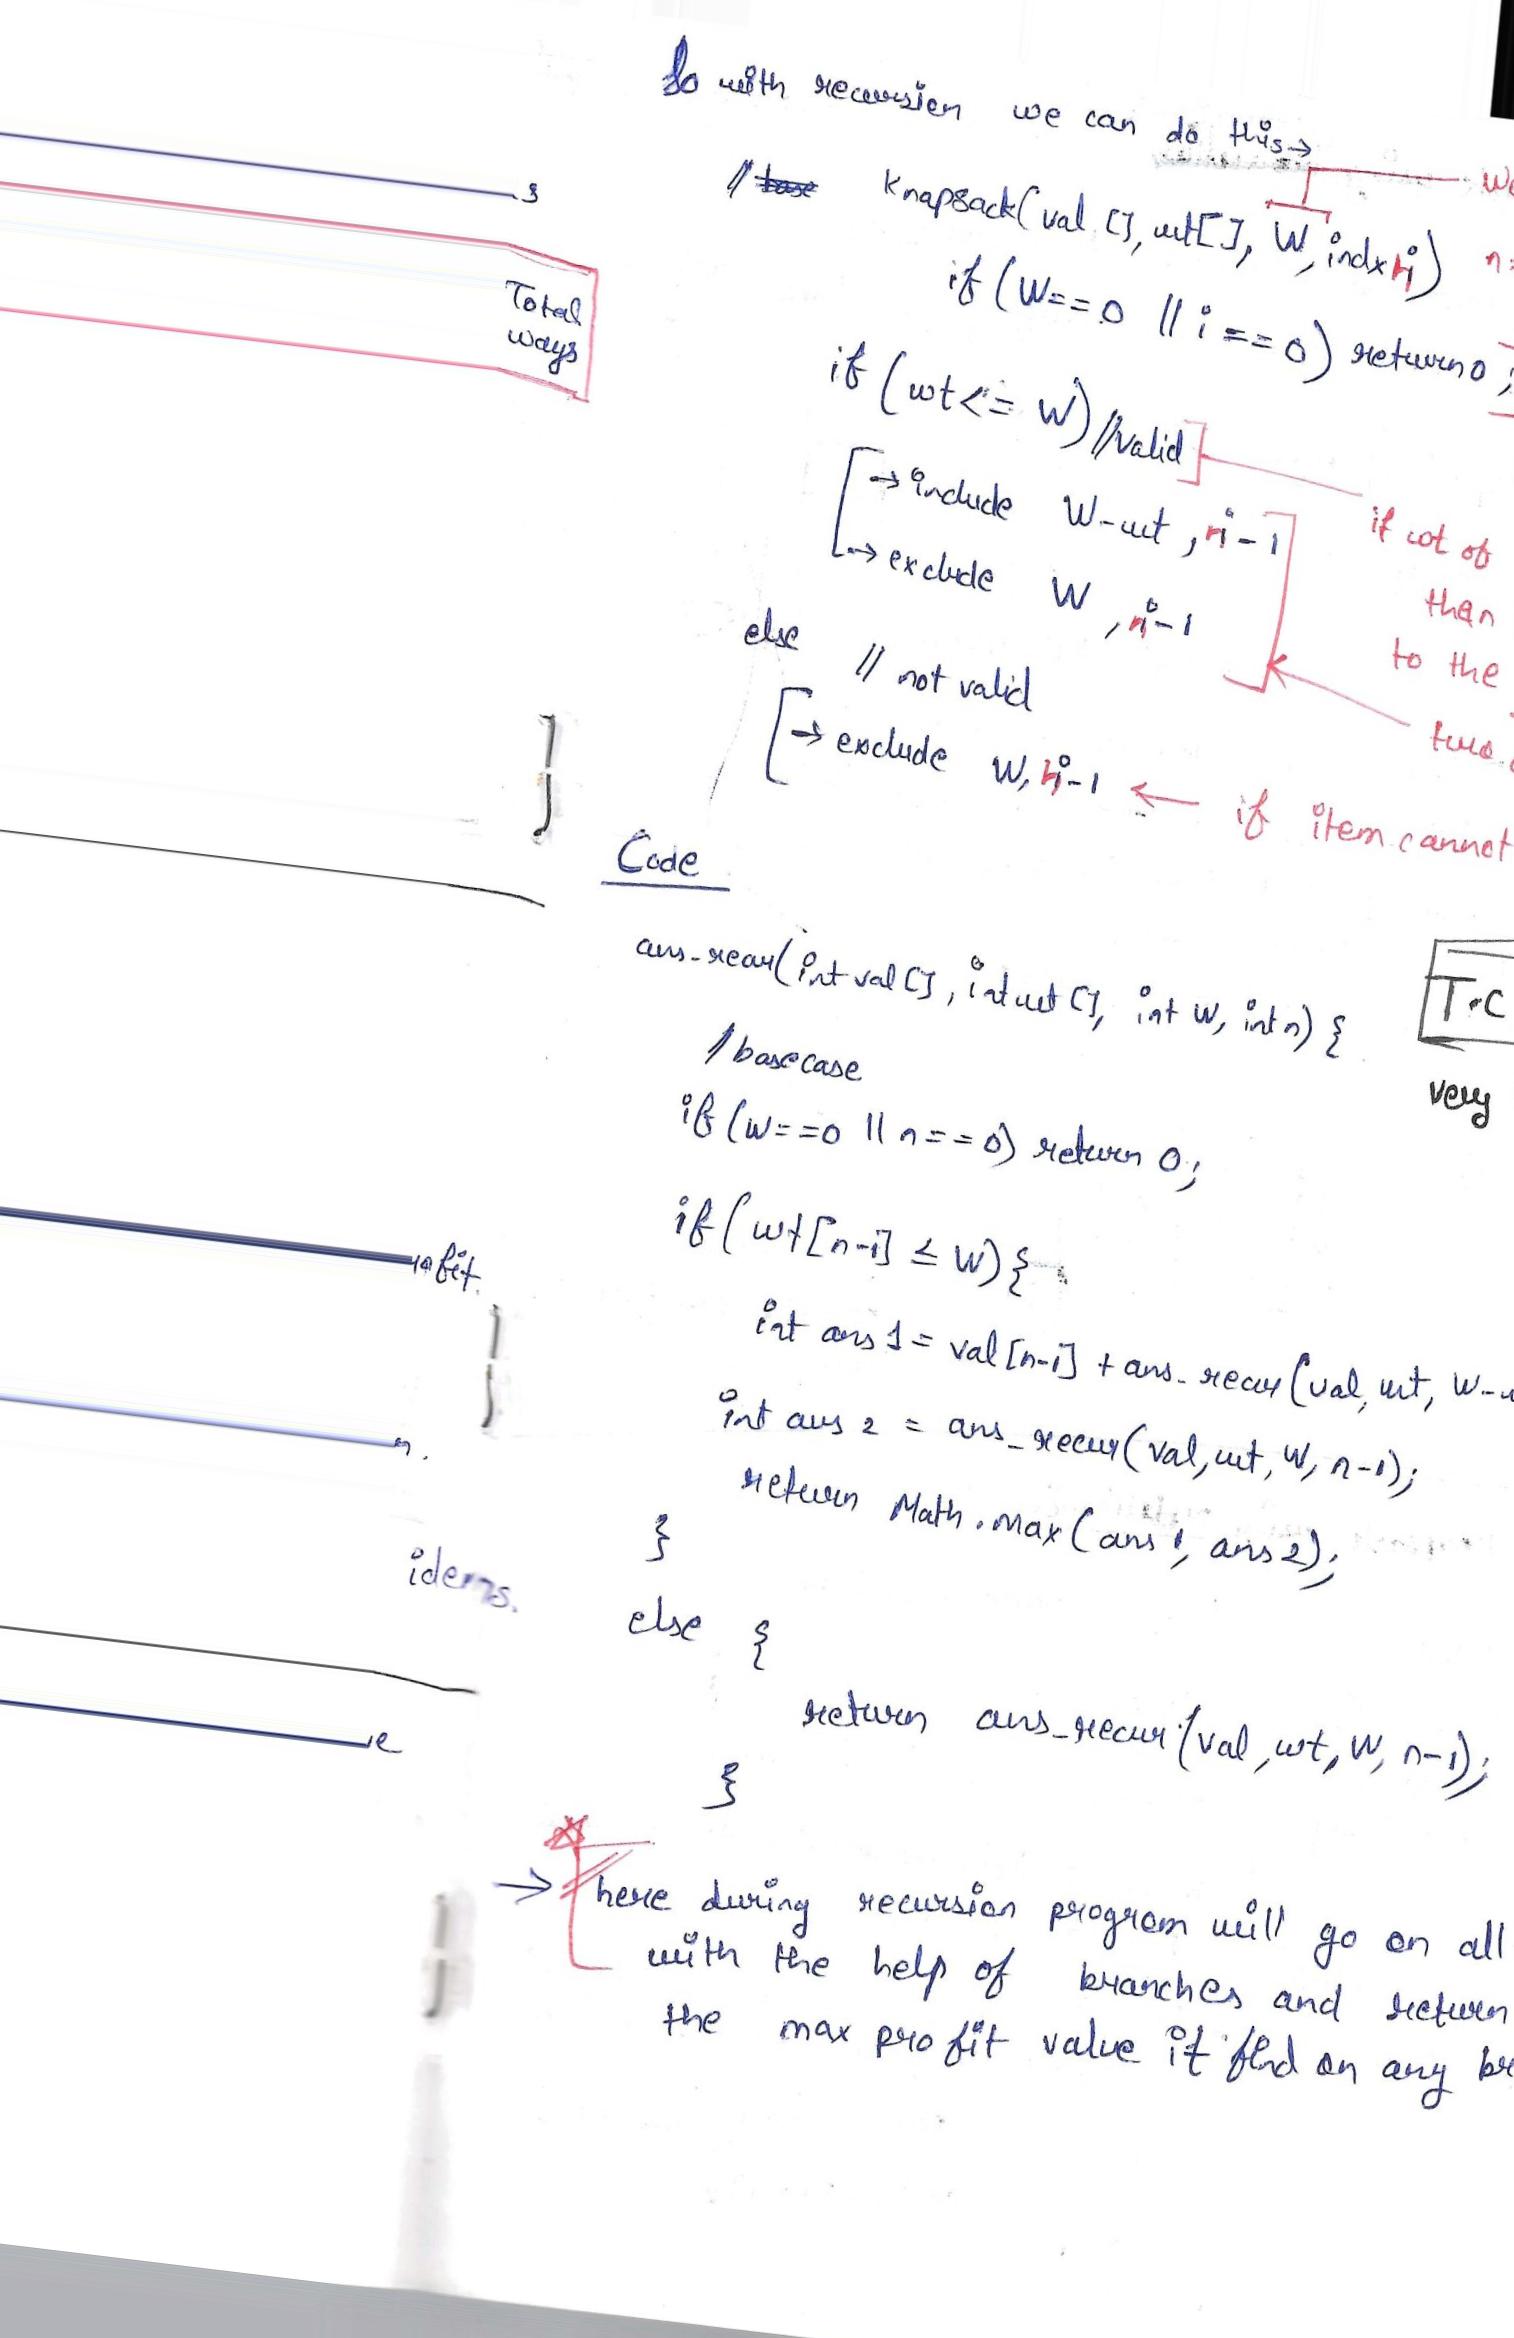 So with recursion we can do this→
// base Knapsack(val [], wt[], W, indx i)
We
n=
if (W==0 || i==0) return 0;
if (wt<= W) //valid
→ include W-wt, i-1
→ exclude W, i-1
if wt of
than
to the
two
else // not valid
→ exclude W, i-1 ← if item cannot
s
Total
ways
Code
ans_recur(int val[], int wt[], int W, int n) {
T.C
very
// base case
if (W==0 || n==0) return 0;
if (wt[n-1] ≤ W) {
int ans 1 = val [n-1] + ans_recur (val, wt, W-
int ans 2 = ans_recur(val, wt, W, n-1);
return Math.max (ans 1, ans 2);
}
else {
return ans_recur(val, wt, W, n-1);
}
fit.
n.
e
→ here during recursion program will go on all
with the help of branches and return
the max profit value it find on any br